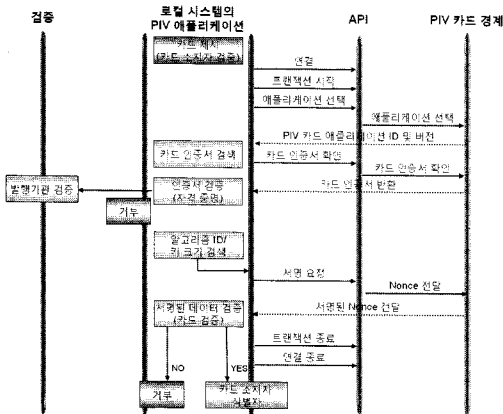 검증
로컬 시스템의
PIV 애플리케이션
API
PIV 카드 경계
카드 제시
(카드 소지자 검증)
연결
트랜잭션 시작
애플리케이션 선택
애플리케이션 선택
PIV 카드 애플리케이션 ID 및 버전
카드 인증서 검색
카드 인증서 확인
카드 인증서 확인
카드 인증서 반환
발행기관 검증
인증서 검증
(자격 증명)
거부
알고리즘 ID/
키 크기 검색
서명 요청
Nonce 전달
서명된 Nonce 전달
서명된 데이터 검증
(카드 검증)
트랜잭션 종료
연결 종료
NO
YES
거부
카드 소지자
식별자